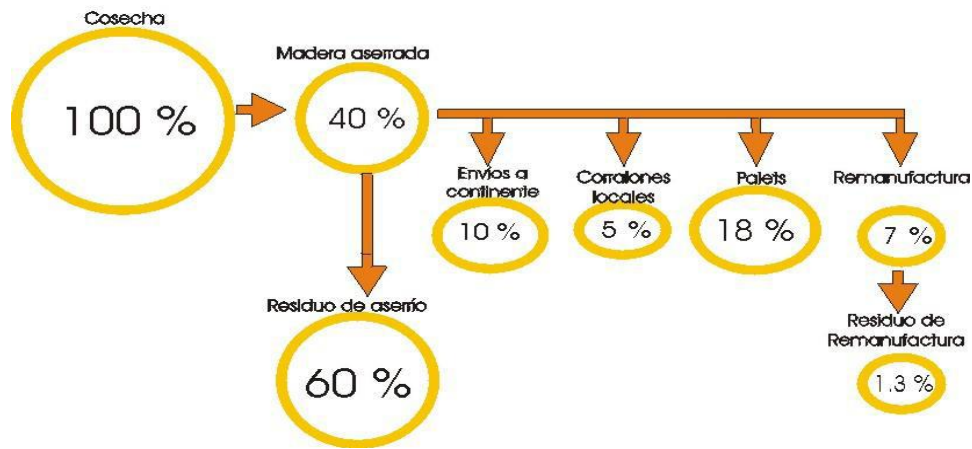 Cosecha
100 %
Madera aserrada
40 %
Envíos a
continente
10 %
Corralones
locales
5 %
Palets
18 %
Remanufactura
7 %
Residuo de aserrío
60 %
Residuo de
Remanufactura
1.3 %